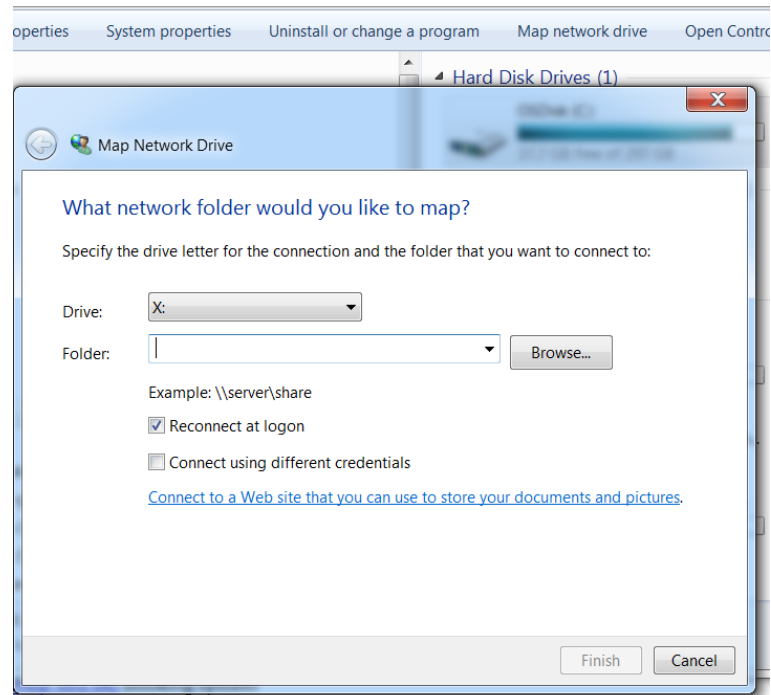 operties System properties Uninstall or change a program Map network drive Open Contro
Hard Disk Drives (1)
OSDisk (C:)
Map Network Drive
What network folder would you like to map?
Specify the drive letter for the connection and the folder that you want to connect to:
Drive: X:
Folder: Browse...
Example: \\server\share
Reconnect at logon
Connect using different credentials
Connect to a Web site that you can use to store your documents and pictures.
Finish Cancel